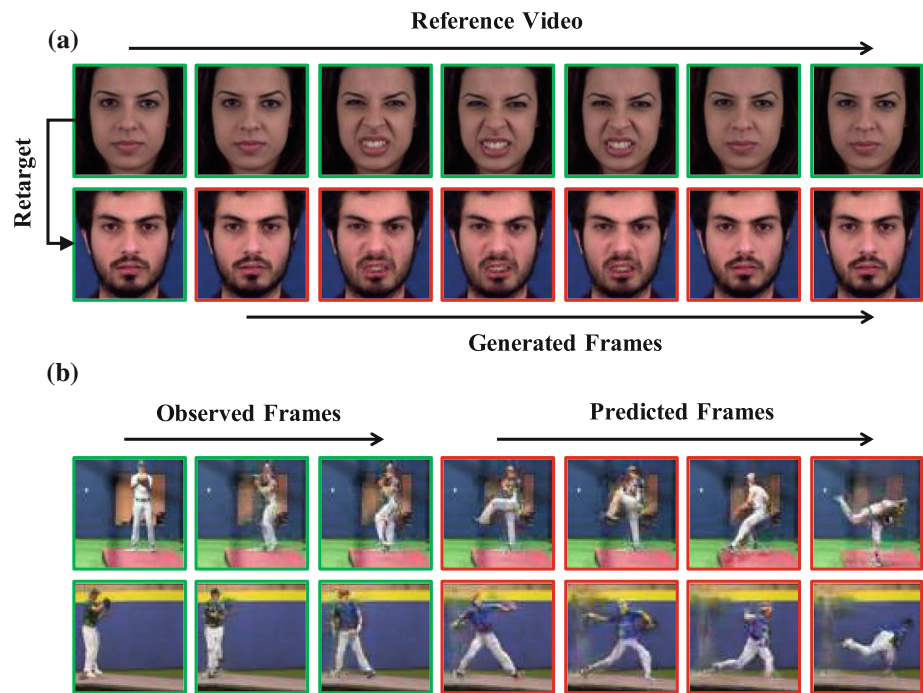 (a)
Reference Video
Retarget
Generated Frames
(b)
Observed Frames
Predicted Frames